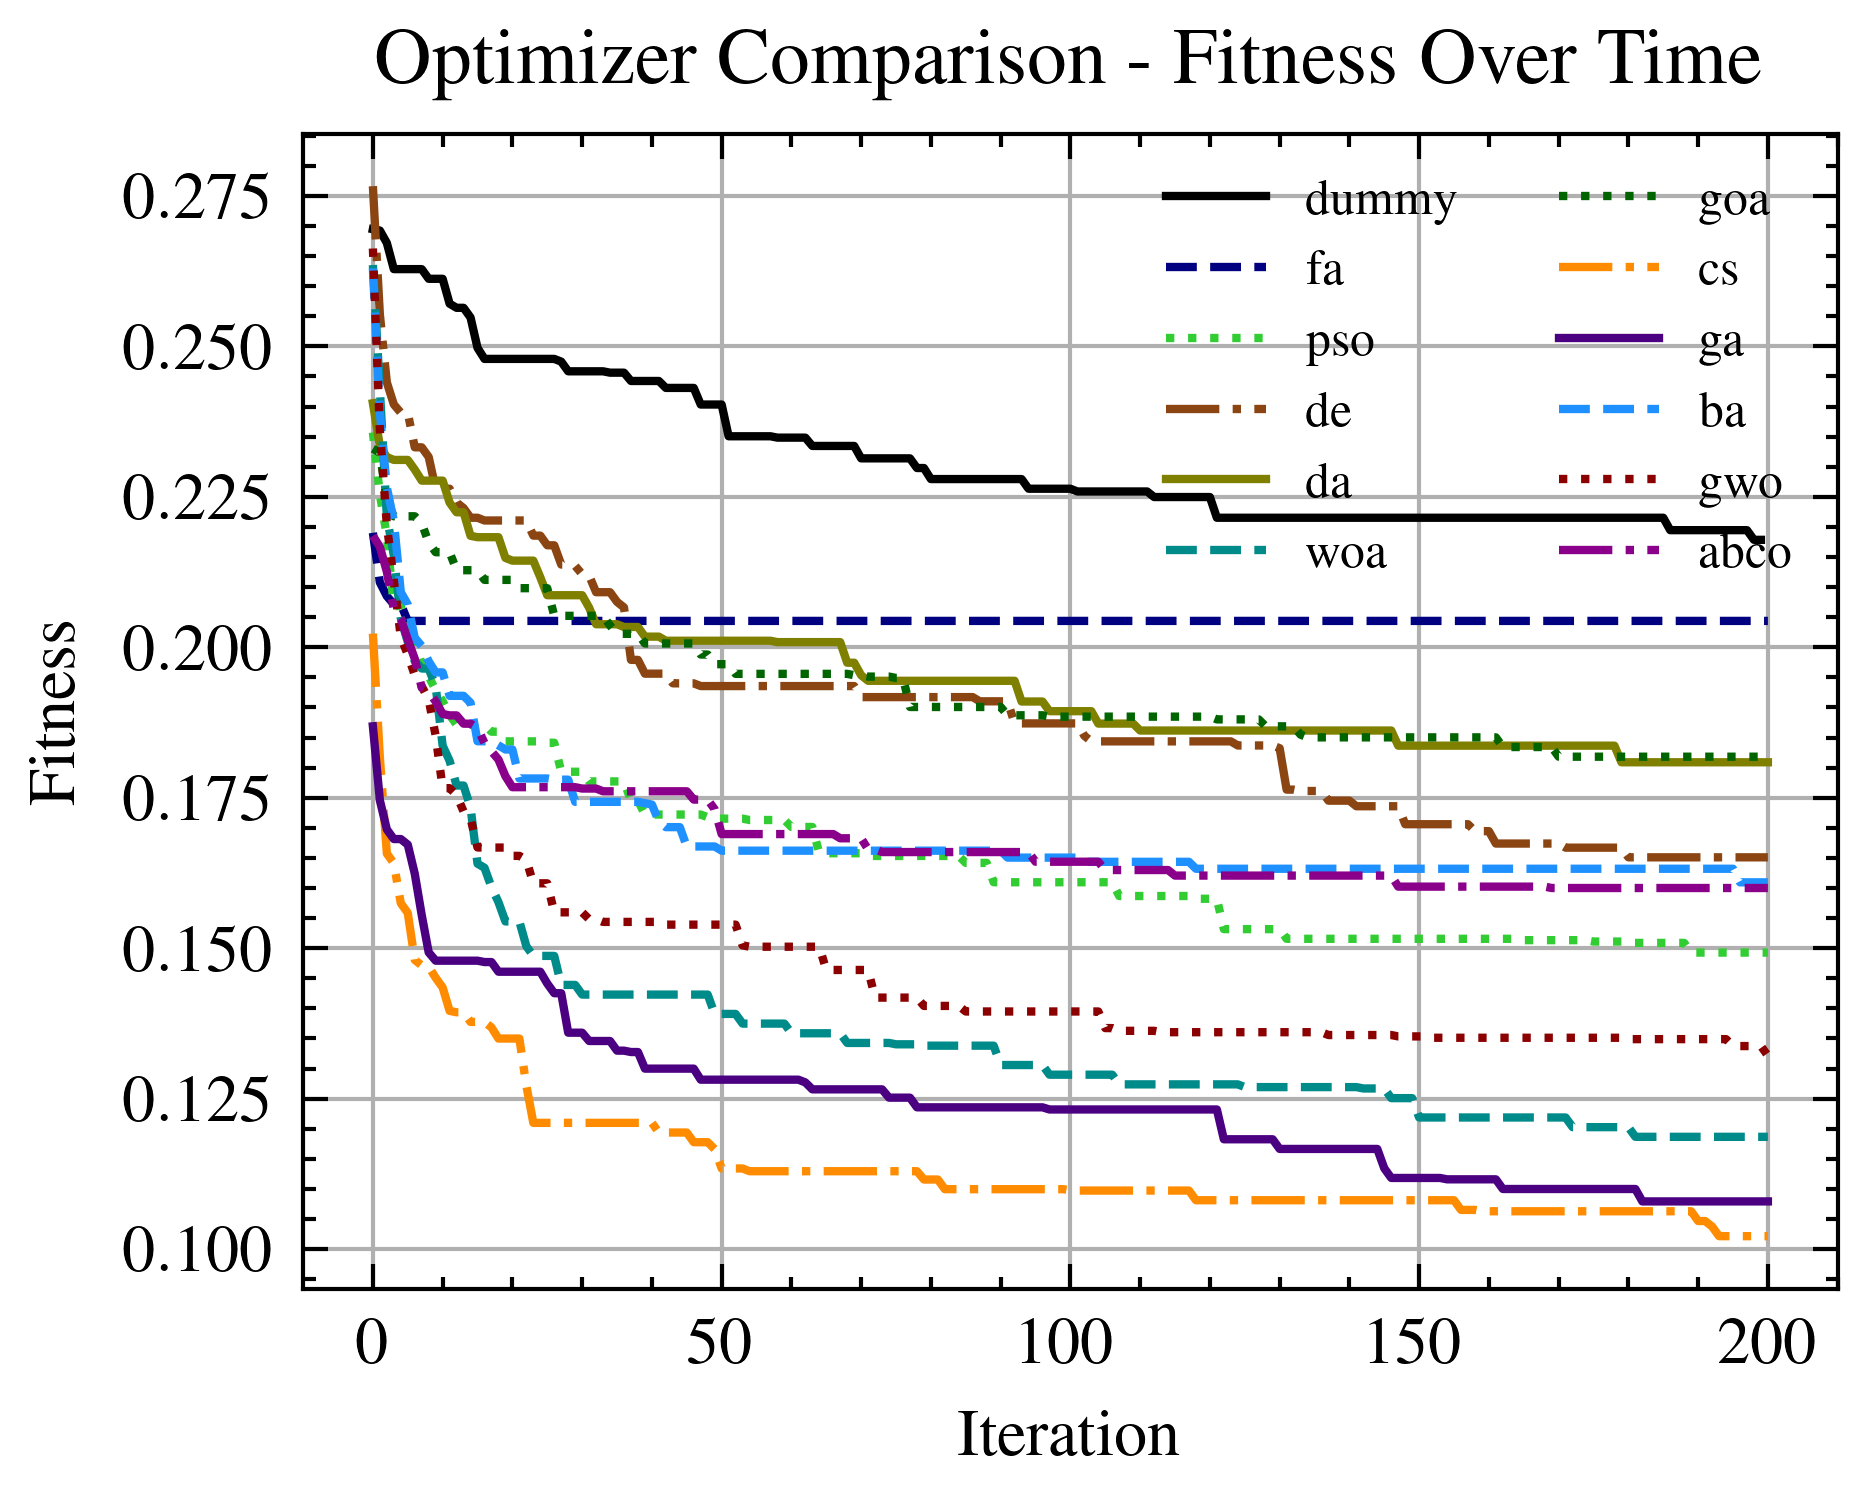 Optimizer Comparison - Fitness Over Time
0.275
0.250
0.225
0.200
0.175
0.150
0.125
0.100
Fitness
dummy
fa
pso
de
da
woa
goa
cs
ga
ba
gwo
abco
0 50 100 150 200
Iteration